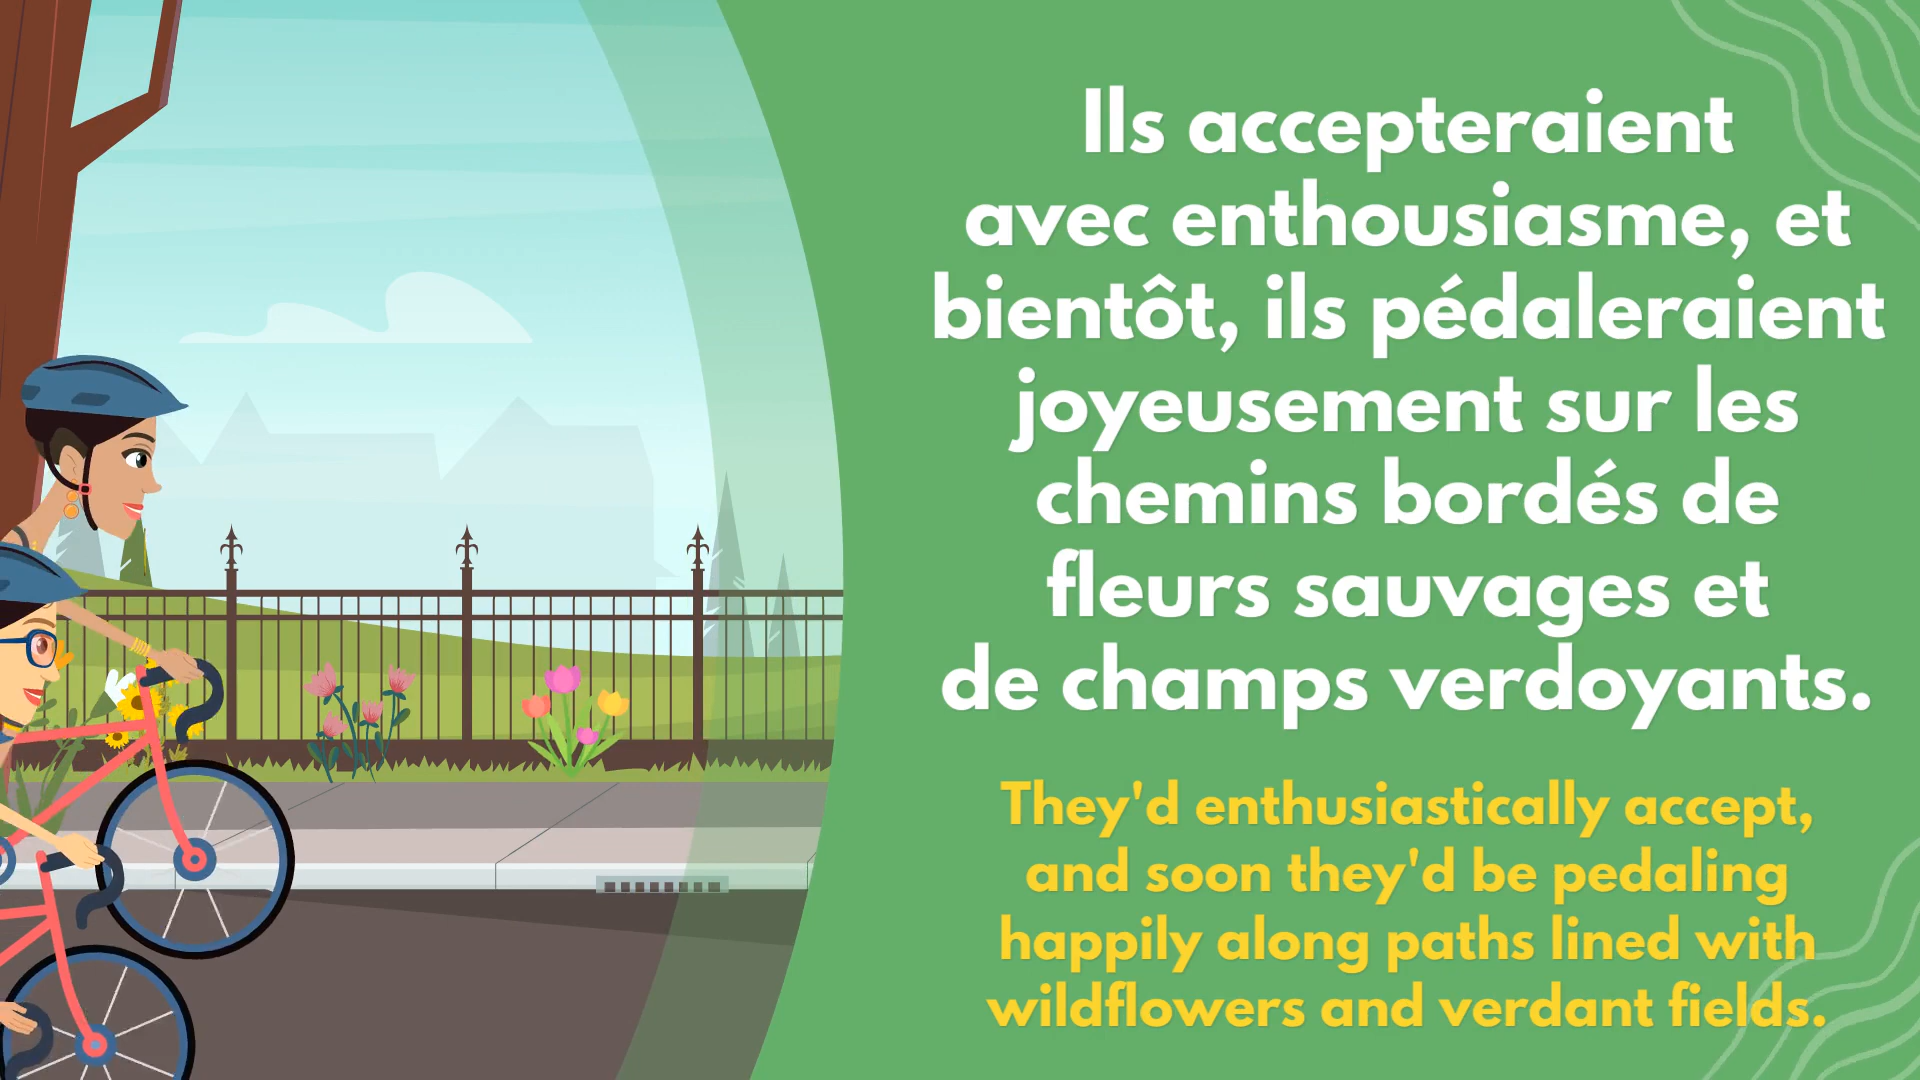 Ils accepteraient
avec enthousiasme, et
bientôt, ils pédaleraient
joyeusement sur les
chemins bordés de
fleurs sauvages et
de champs verdoyants.
They'd enthusiastically accept,
and soon they'd be pedaling
happily along paths lined with
wildflowers and verdant fields.